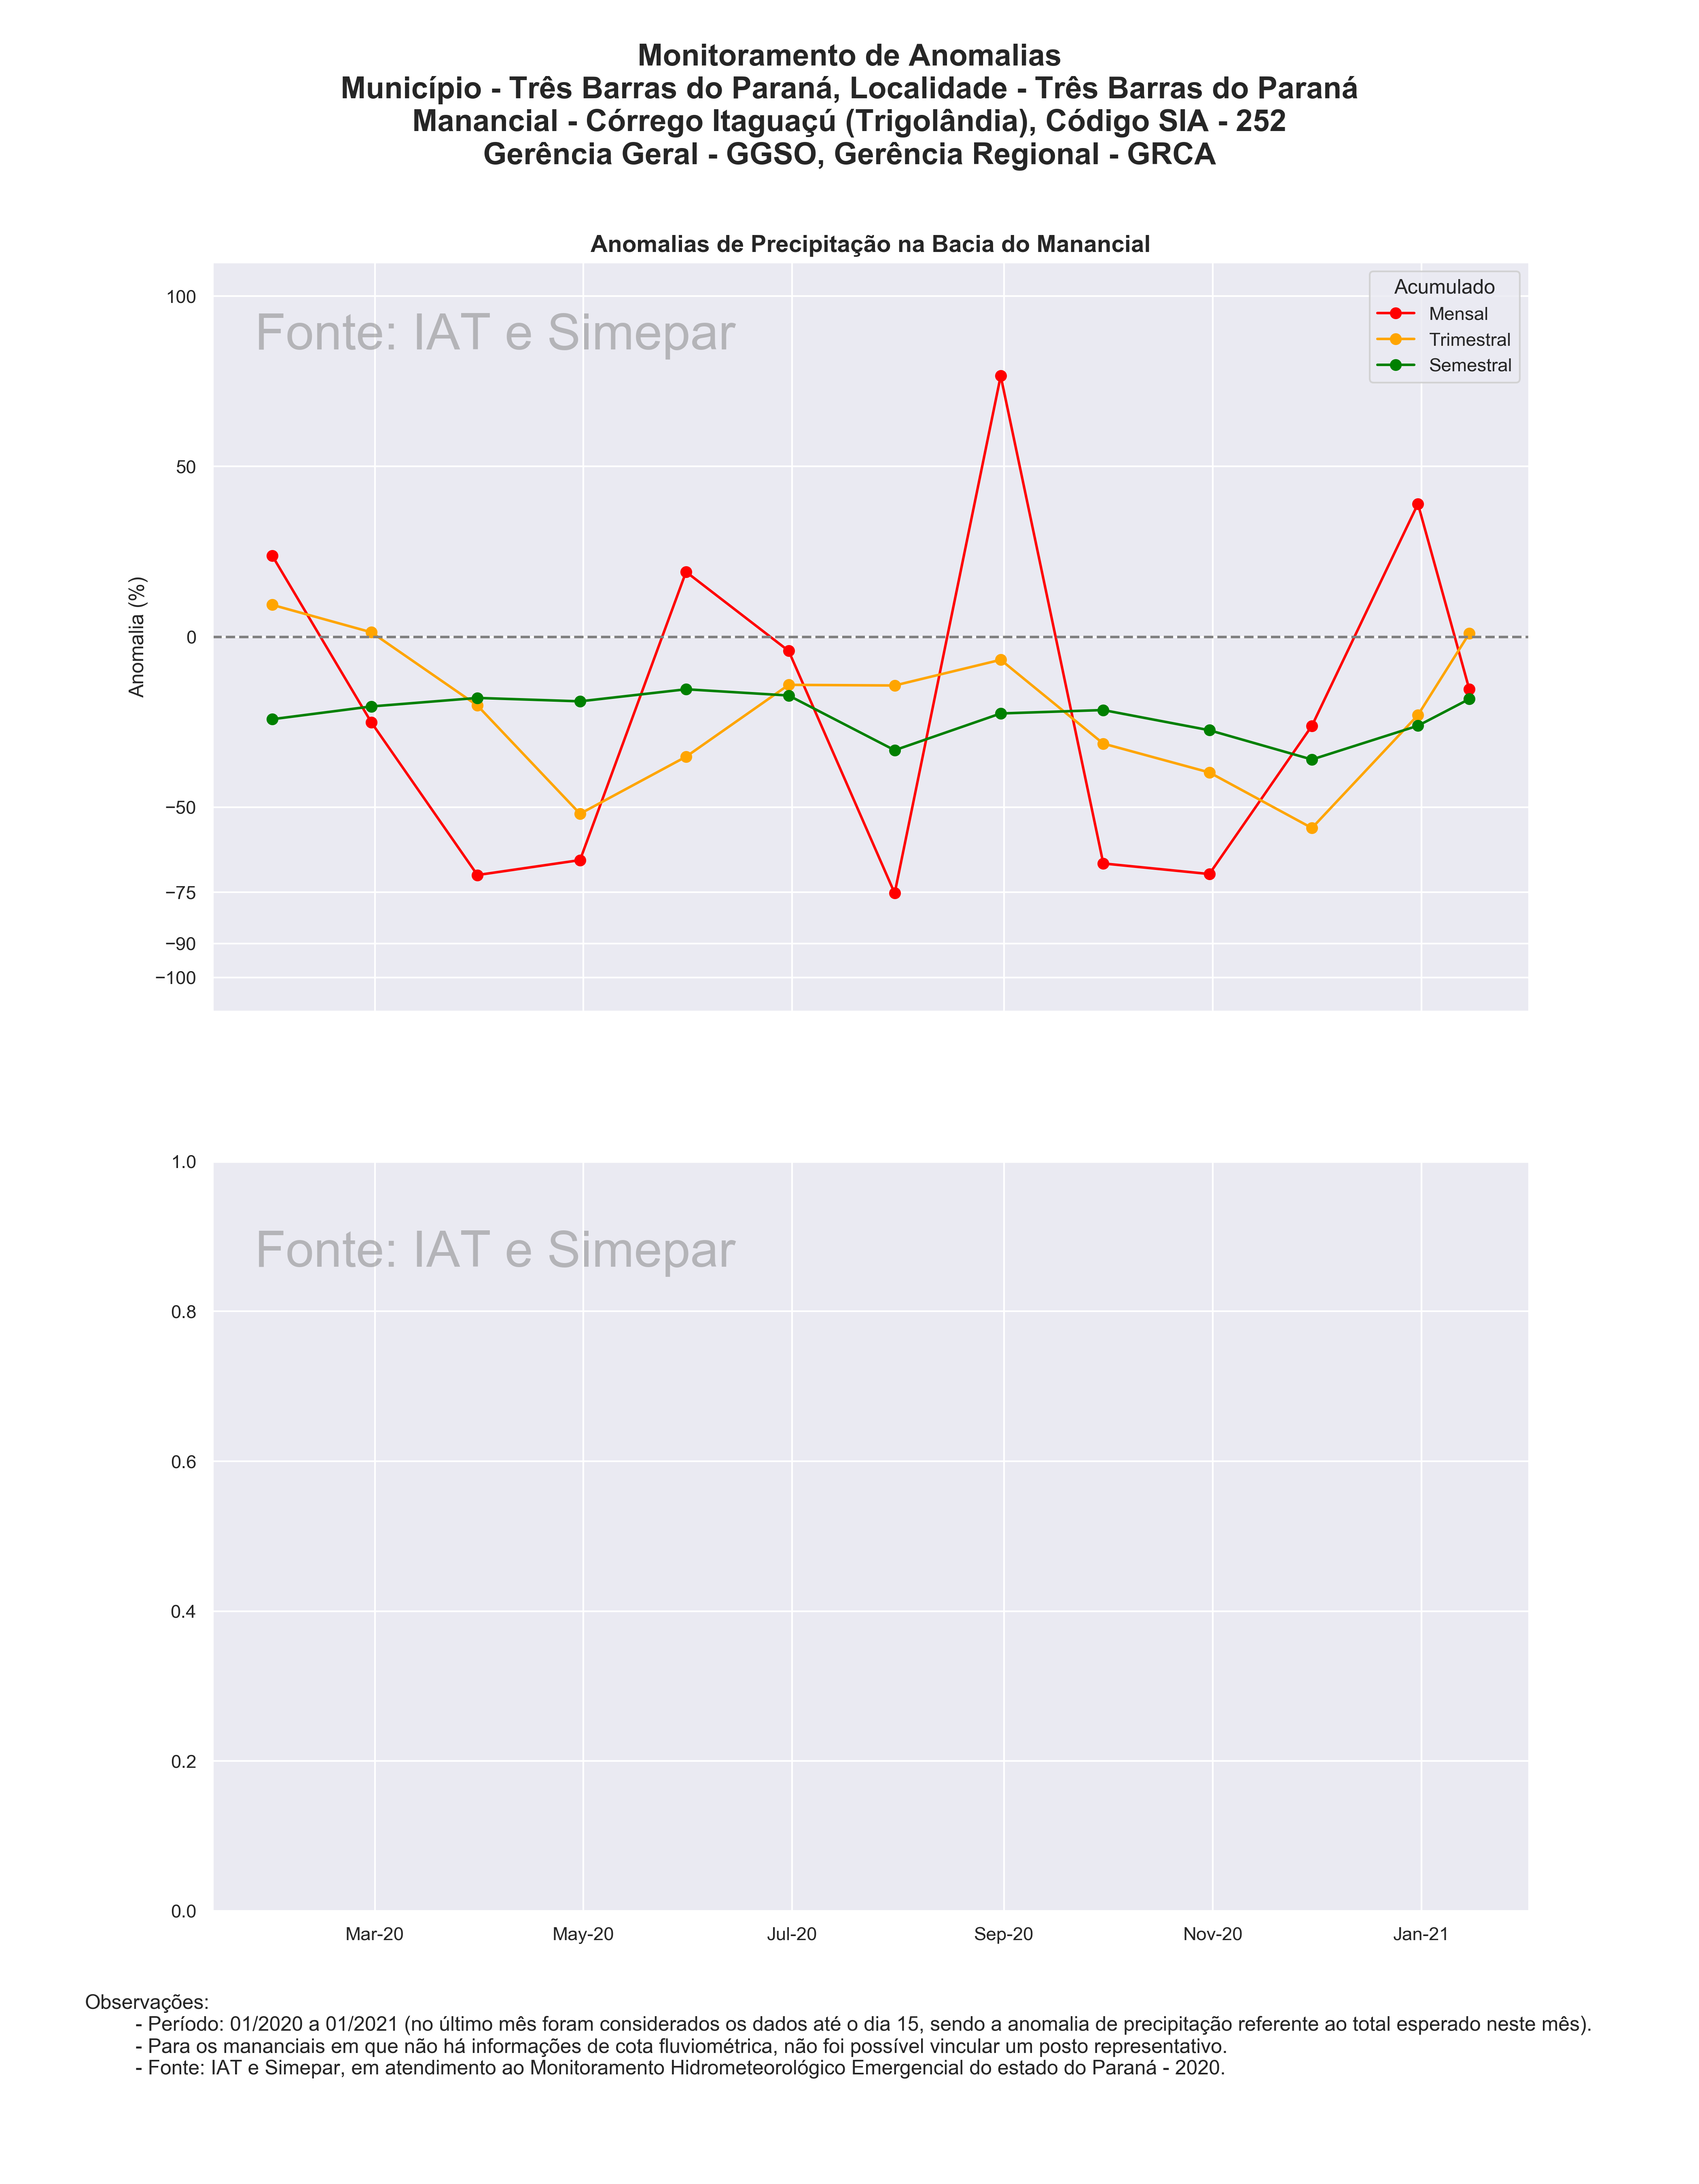 Monitoramento de Anomalias
Município - Três Barras do Paraná, Localidade - Três Barras do Paraná
Manancial - Córrego Itaguaçú (Trigolândia), Código SIA - 252
Gerência Geral - GGSO, Gerência Regional - GRCA
Anomalias de Precipitação na Bacia do Manancial
Fonte: IAT e Simepar
Acumulado
Mensal
Trimestral
Semestral
Anomalia (%)
100
50
0
−50
−75
−90
−100
Fonte: IAT e Simepar
1.0
0.8
0.6
0.4
0.2
0.0
Mar-20 May-20 Jul-20 Sep-20 Nov-20 Jan-21
Observações:
- Período: 01/2020 a 01/2021 (no último mês foram considerados os dados até o dia 15, sendo a anomalia de precipitação referente ao total esperado neste mês).
- Para os mananciais em que não há informações de cota fluviométrica, não foi possível vincular um posto representativo.
- Fonte: IAT e Simepar, em atendimento ao Monitoramento Hidrometeorológico Emergencial do estado do Paraná - 2020.